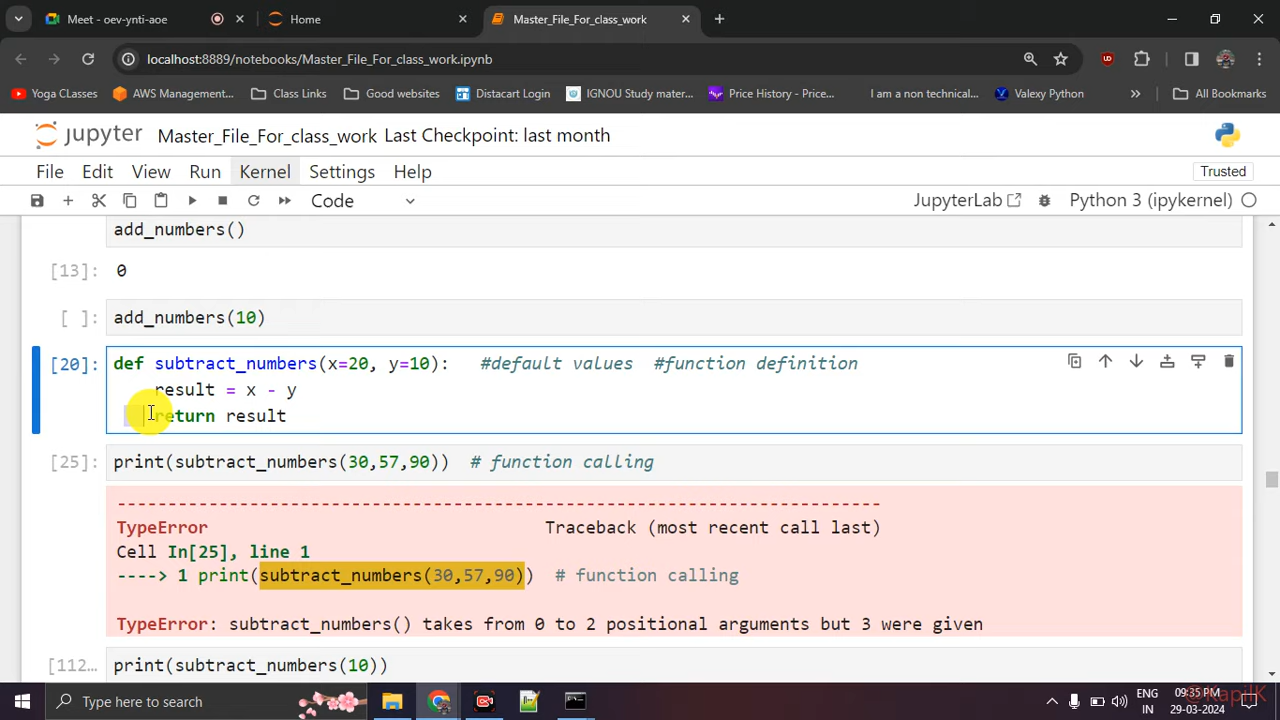 Meet - oev-ynti-aoe
Home
Master_File_For_class_work
localhost:8889/notebooks/Master_File_For_class_work.ipynb
Yoga CLasses
AWS Management...
Class Links
Good websites
Distacart Login
IGNOU Study mater...
Price History - Price...
I am a non technical...
Valexy Python
All Bookmarks
jupyter Master_File_For_class_work Last Checkpoint: last month
File Edit View Run Kernel Settings Help
Trusted
Code
JupyterLab
Python 3 (ipykernel)
add_numbers()
[13]: 0
[ ]: add_numbers(10)
[20]: def subtract_numbers(x=20, y=10): #default values #function definition
result = x - y
return result
[25]: print(subtract_numbers(30,57,90)) # function calling
---------------------------------------------------------------------------
TypeError Traceback (most recent call last)
Cell In[25], line 1
----> 1 print(subtract_numbers(30,57,90)) # function calling
TypeError: subtract_numbers() takes from 0 to 2 positional arguments but 3 were given
[112... print(subtract_numbers(10))
Type here to search
ENG
IN
09:35 PM
29-03-2024
@KapilK